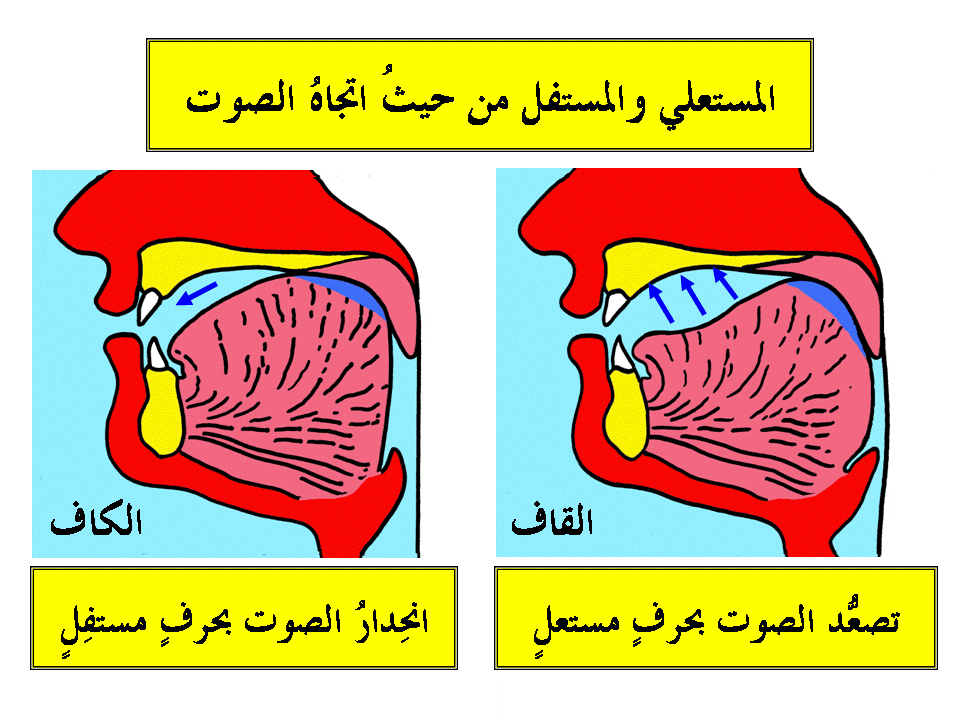 المستعلي والمستفل من حيثُ اتجاهُ الصوت
القاف
الكاف
تصعُّد الصوت بحرفٍ مستعلٍ
انحِدارُ الصوت بحرفٍ مستفِلٍ